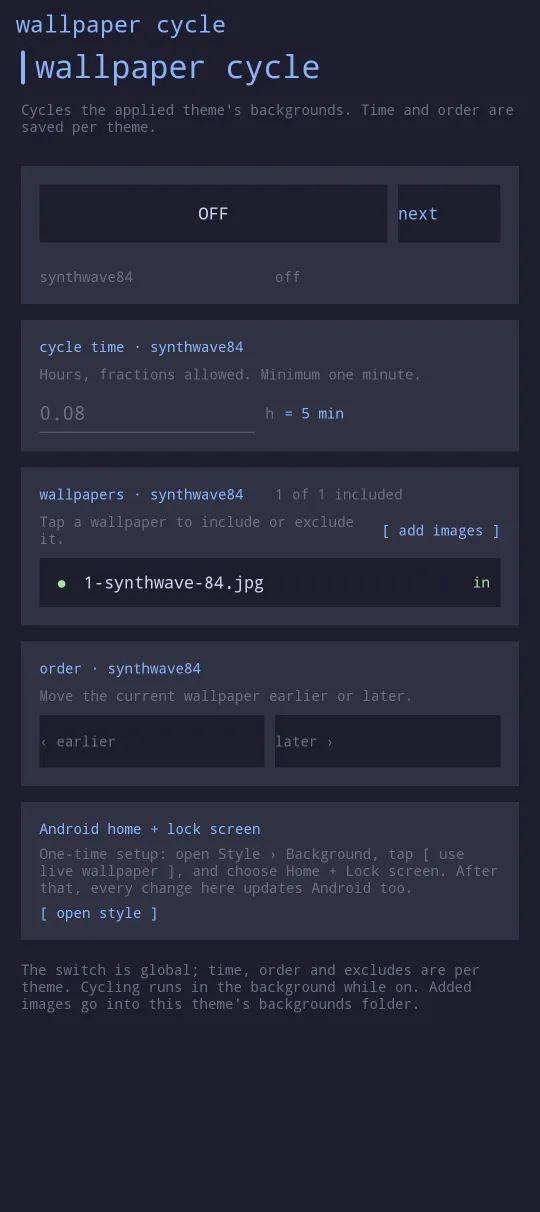 wallpaper cycle
wallpaper cycle
Cycles the applied theme's backgrounds. Time and order are
saved per theme.
OFF
next
synthwave84
off
cycle time · synthwave84
Hours, fractions allowed. Minimum one minute.
0.08
h = 5 min
wallpapers · synthwave84
1 of 1 included
Tap a wallpaper to include or exclude
it.
[ add images ]
● 1-synthwave-84.jpg
in
order · synthwave84
Move the current wallpaper earlier or later.
‹ earlier
later ›
Android home + lock screen
One-time setup: open Style › Background, tap [ use
live wallpaper ], and choose Home + Lock screen. After
that, every change here updates Android too.
[ open style ]
The switch is global; time, order and excludes are per
theme. Cycling runs in the background while on. Added
images go into this theme's backgrounds folder.